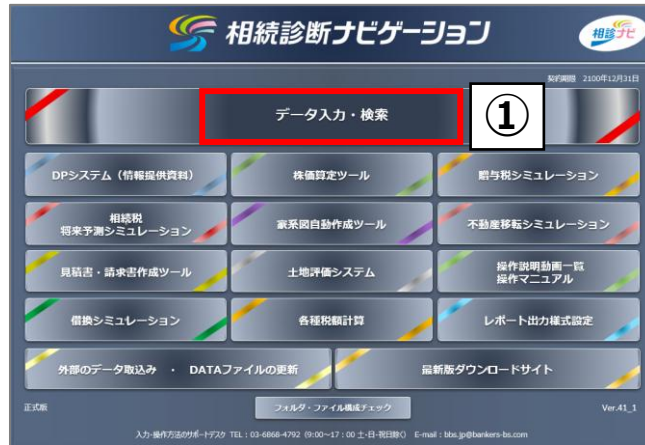 相続診断ナビゲーション
相診ナビ
契約期限 2100年12月31日
データ入力・検索
①
DPシステム（情報提供資料）
株価算定ツール
贈与税シミュレーション
相続税
将来予測シミュレーション
家系図自動作成ツール
不動産移転シミュレーション
見積書・請求書作成ツール
土地評価システム
操作説明動画一覧
操作マニュアル
借換シミュレーション
各種税額計算
レポート出力様式設定
外部のデータ取込み ・ DATAファイルの更新
最新版ダウンロードサイト
正式版
フォルダ・ファイル構成チェック
Ver.41_1
入力・操作方法のサポートデスク TEL：03-6868-4792（9:00～17：00 土・日・祝日除く） E-mail：bbs.jp@bankers-bs.com